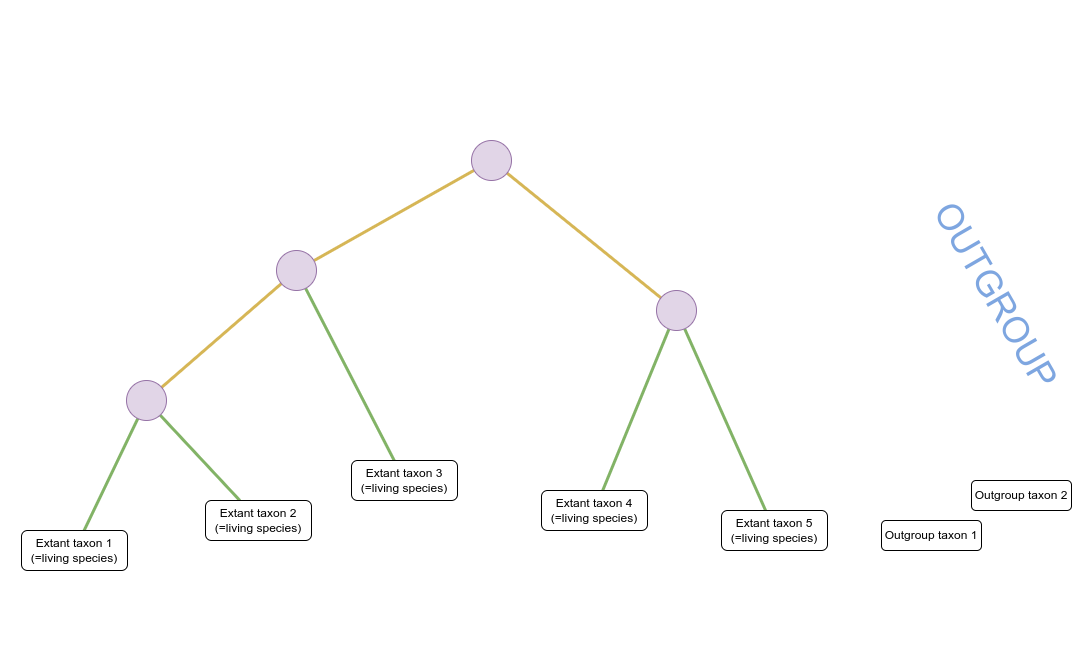 OUTGROUP
Extant taxon 3
(=living species)
Outgroup taxon 2
Extant taxon 4
(=living species)
Extant taxon 2
(=living species)
Extant taxon 5
(=living species)
Outgroup taxon 1
Extant taxon 1
(=living species)